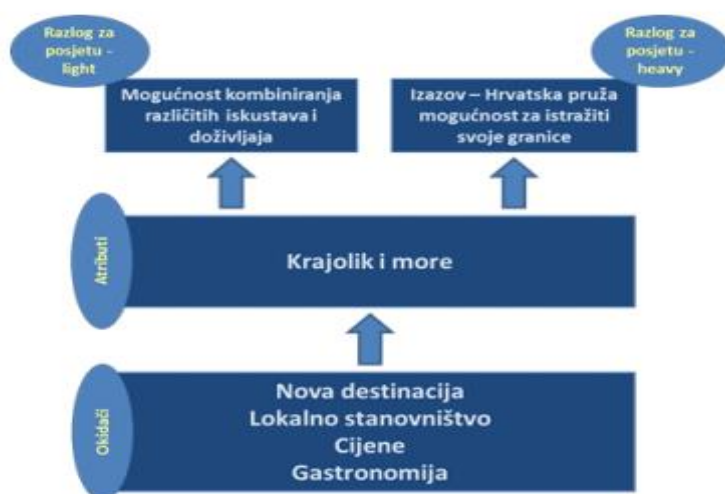 Razlog za
posjetu -
light
Razlog za
posjetu -
heavy
Mogućnost kombiniranja
različitih iskustava i
doživljaja
Izazov – Hrvatska pruža
mogućnost za istražiti
svoje granice
Atributi
Krajolik i more
Okidači
Nova destinacija
Lokalno stanovništvo
Cijene
Gastronomija